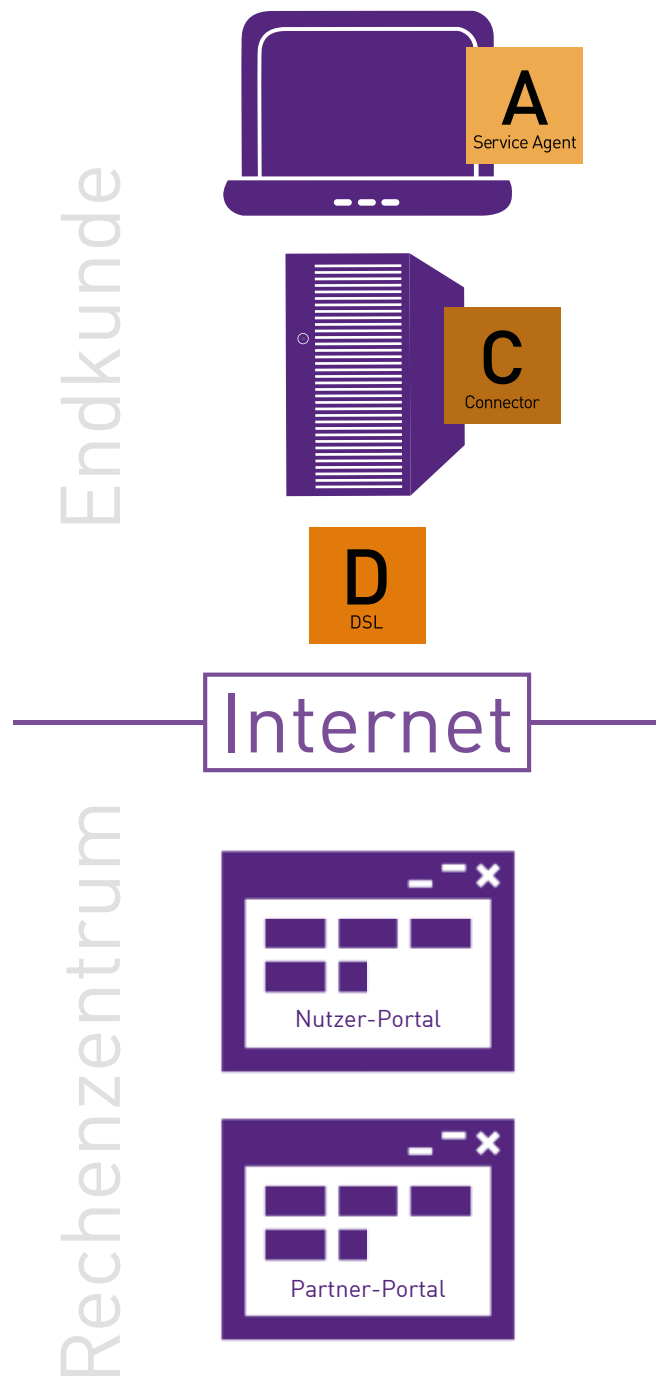 Endkunde
A
Service Agent
C
Connector
D
DSL
Internet
Rechenzentrum
Nutzer-Portal
Partner-Portal